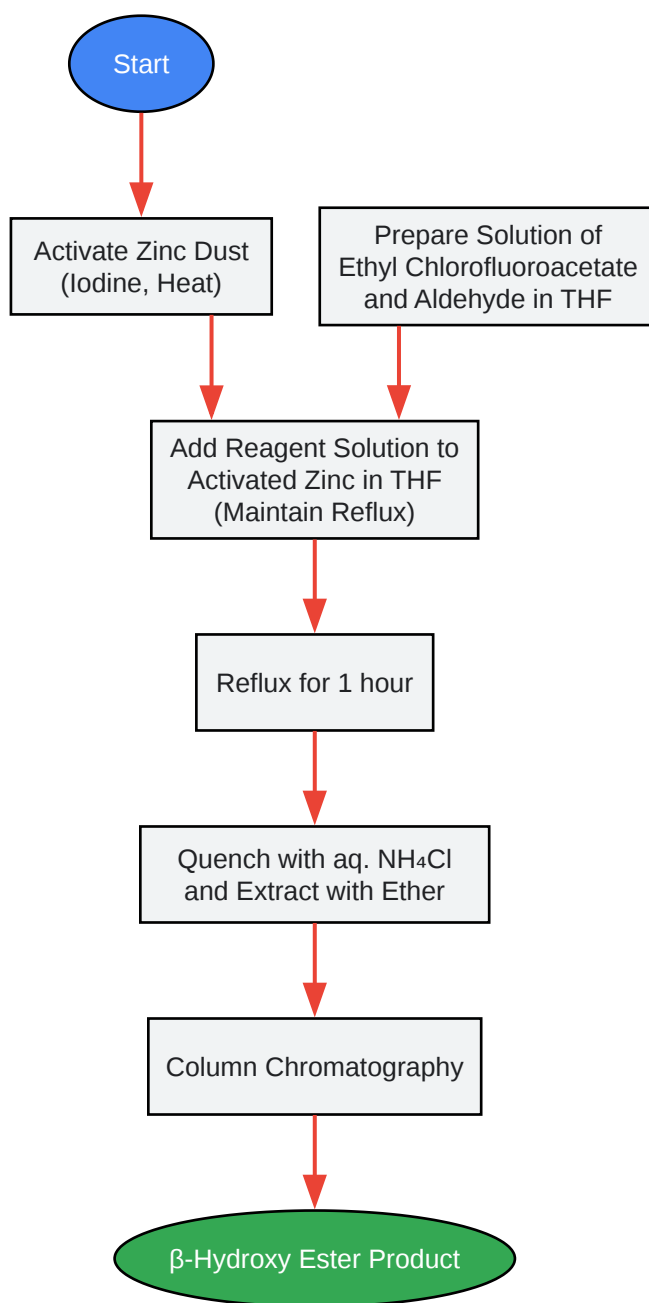 Start
Activate Zinc Dust
(Iodine, Heat)
Prepare Solution of
Ethyl Chlorofluoroacetate
and Aldehyde in THF
Add Reagent Solution to
Activated Zinc in THF
(Maintain Reflux)
Reflux for 1 hour
Quench with aq. NH₄Cl
and Extract with Ether
Column Chromatography
β-Hydroxy Ester Product